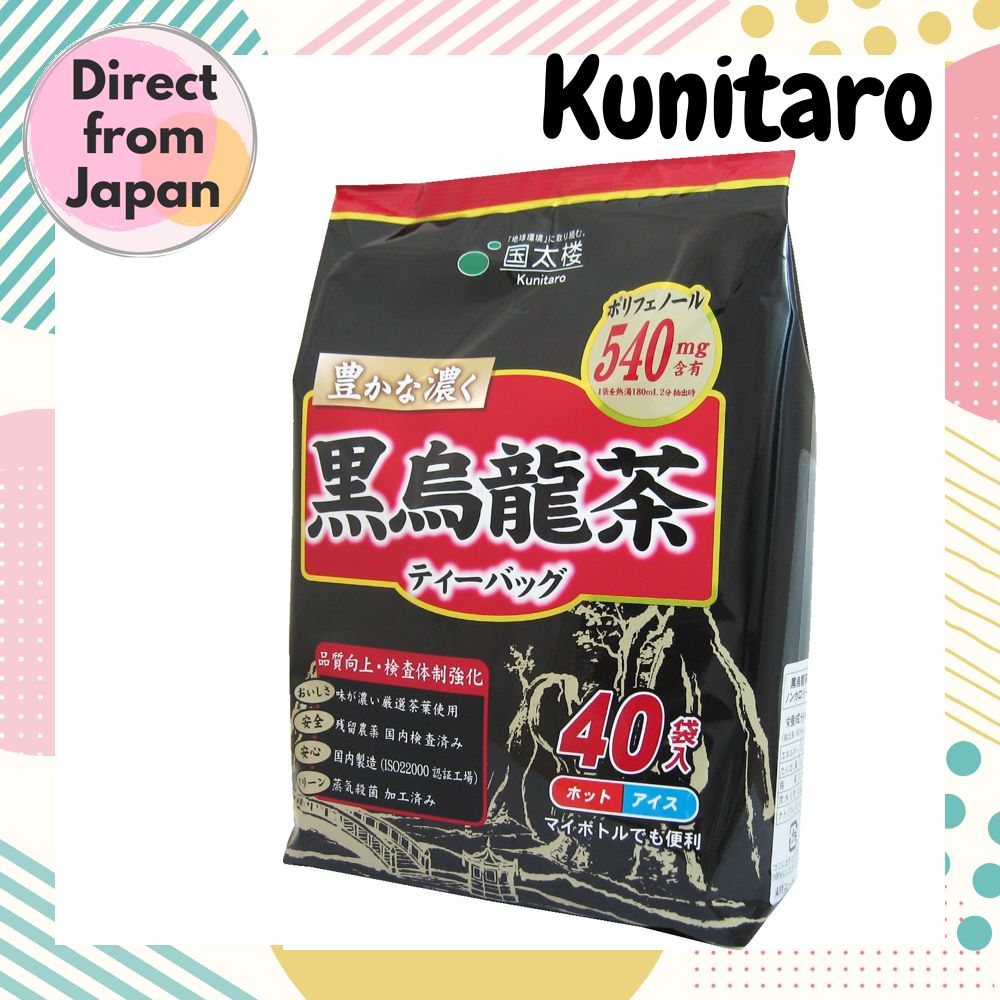 Direct
from
Japan
Kunitaro
「地球環境」に取り組む。
国太楼
Kunitaro
ポリフェノール
540mg
含有
1袋を熱湯180mL2分抽出時
豊かな濃く
黒烏龍茶
ティーバッグ
品質向上・検査体制強化
おいしさ 味が濃い厳選茶葉使用
安全 残留農薬 国内検査済み
安心 国内製造 (ISO22000 認証工場)
クリーン 蒸気殺菌 加工済み
40袋入
ホット アイス
マイボトルでも便利